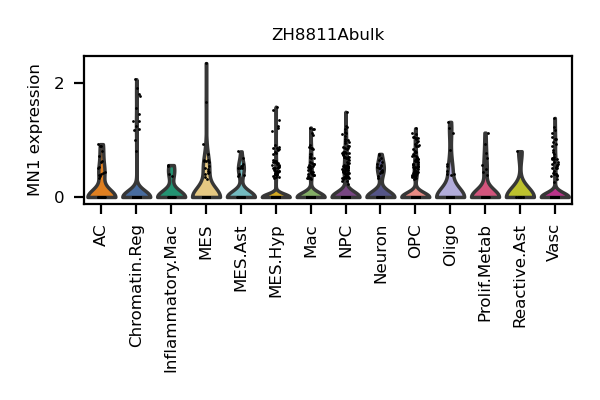 ZH8811Abulk
MN1 expression
2
0
AC
Chromatin.Reg
Inflammatory.Mac
MES
MES.Ast
MES.Hyp
Mac
NPC
Neuron
OPC
Oligo
Prolif.Metab
Reactive.Ast
Vasc